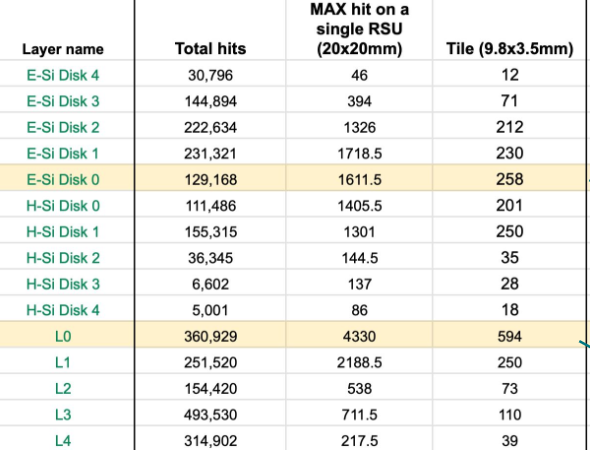 Layer name Total hits MAX hit on a single RSU (20x20mm) Tile (9.8x3.5mm)
E-Si Disk 4 30,796 46 12
E-Si Disk 3 144,894 394 71
E-Si Disk 2 222,634 1326 212
E-Si Disk 1 231,321 1718.5 230
E-Si Disk 0 129,168 1611.5 258
H-Si Disk 0 111,486 1405.5 201
H-Si Disk 1 155,315 1301 250
H-Si Disk 2 36,345 144.5 35
H-Si Disk 3 6,602 137 28
H-Si Disk 4 5,001 86 18
L0 360,929 4330 594
L1 251,520 2188.5 250
L2 154,420 538 73
L3 493,530 711.5 110
L4 314,902 217.5 39